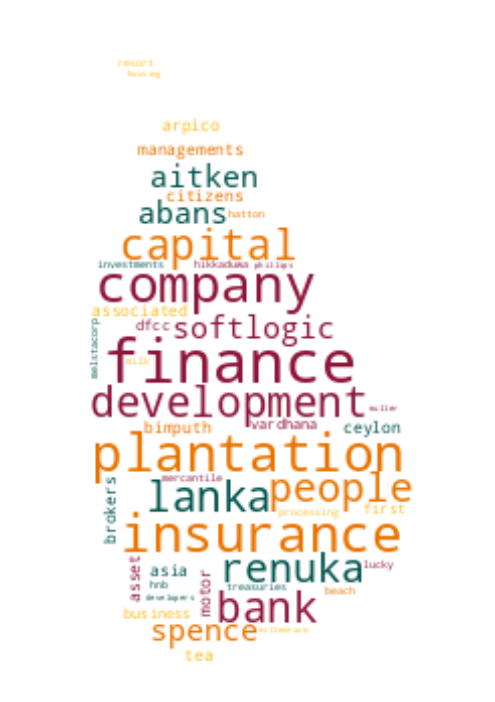 resort
housing
arpico
managements
aitken
citizens
abans hatton
capital
investments hikkaduwa phillips
company
associated
dfcc softlogic
melstacorp
finance
milk
development muller
bimputh vardhana ceylon
plantation
mercantile people
lanka
brokers
processing first
insurance
renuka lucky
asset asia motor
hnb treasuries beach
developers
bank
business
spence millennium
tea